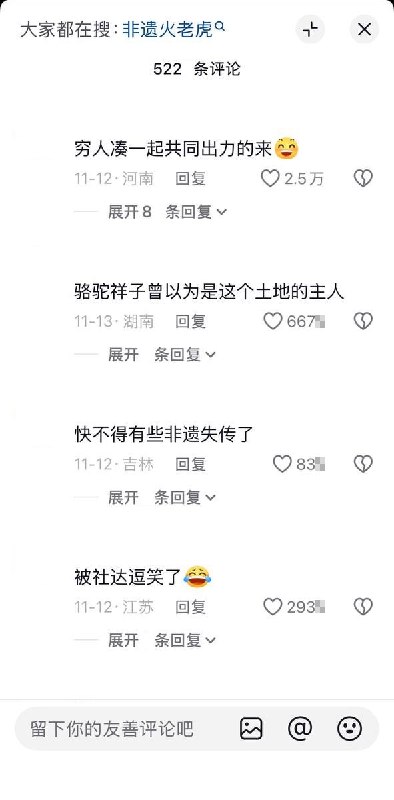 大家都在搜:非遗火老虎
522 条评论
穷人凑一起共同出力的来😄
11-12·河南 回复 2.5万
展开8 条回复
骆驼祥子曾以为是这个土地的主人
11-13·湖南 回复 667
展开 条回复
快不得有些非遗失传了
11-12·吉林 回复 83
展开 条回复
被社达逗笑了😂
11-12·江苏 回复 293
展开 条回复
留下你的友善评论吧